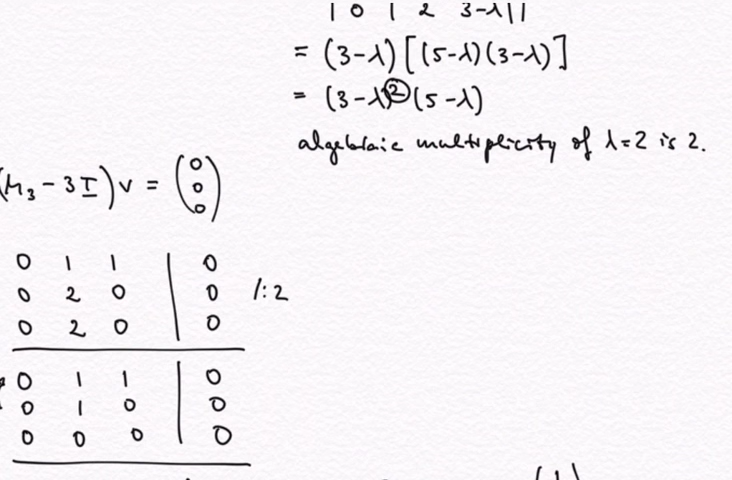 | 0 1 2 3-λ ||
= (3-λ)[(5-λ)(3-λ)]
= (3-λ)②(5-λ)
algebraic multiplicity of λ=2 is 2.
(M₃ - 3I)v = (0 0 0)
0 1 1 | 0
0 2 0 | 0 /:2
0 2 0 | 0
0 1 1 | 0
0 1 0 | 0
0 0 0 | 0